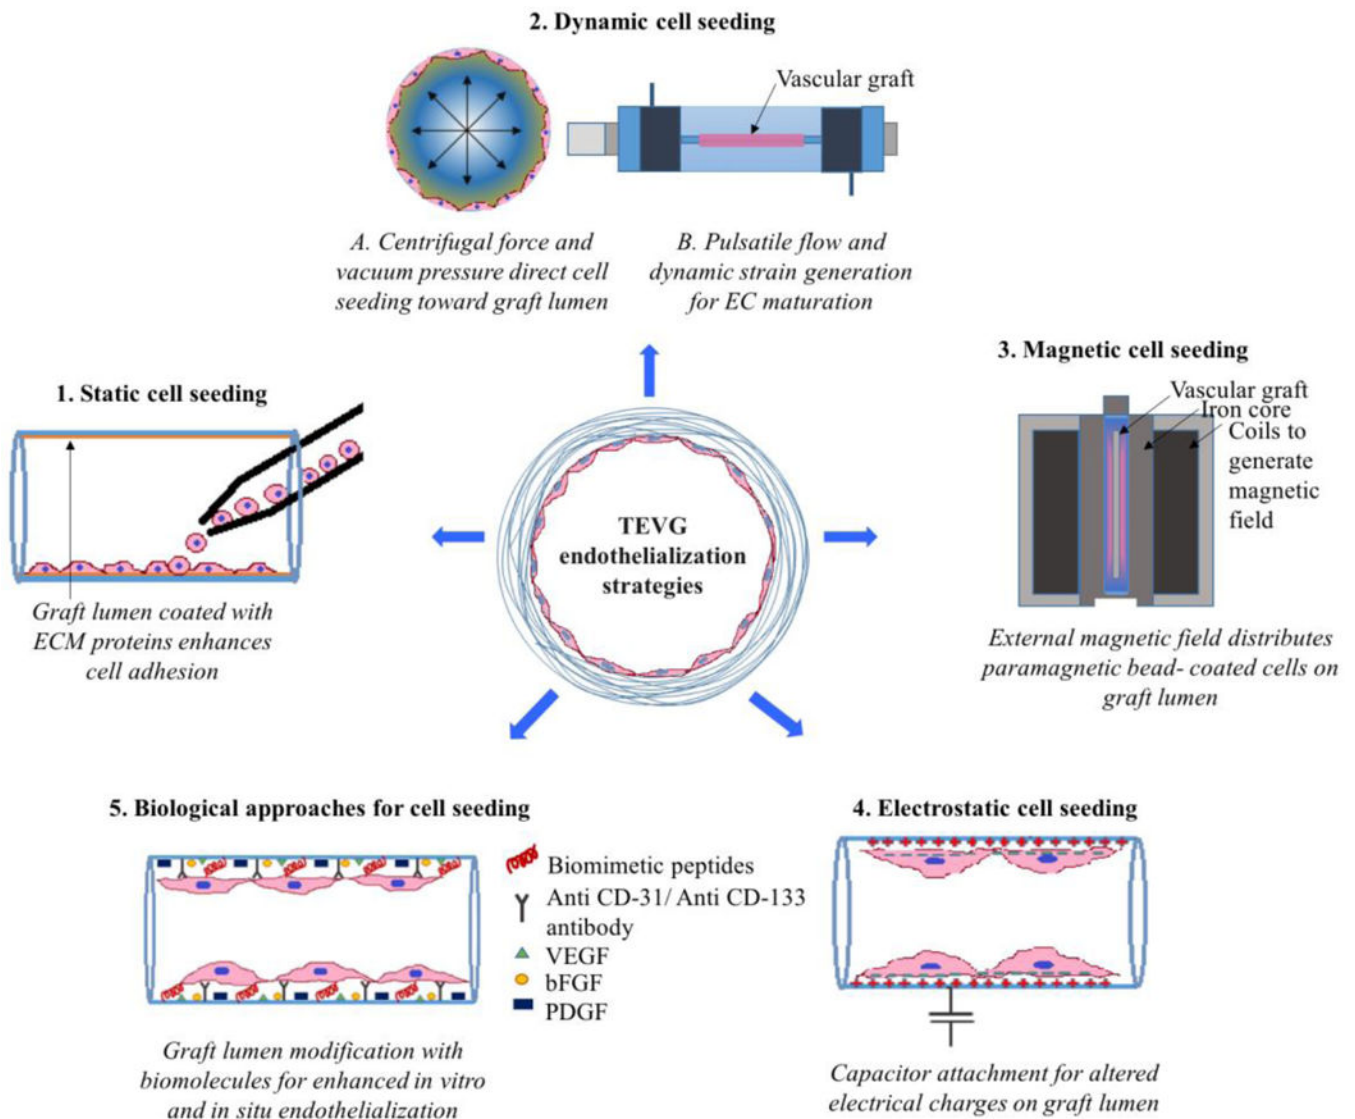 2. Dynamic cell seeding
Vascular graft
A. Centrifugal force and
vacuum pressure direct cell
seeding toward graft lumen
B. Pulsatile flow and
dynamic strain generation
for EC maturation
1. Static cell seeding
Graft lumen coated with
ECM proteins enhances
cell adhesion
TEVG
endothelialization
strategies
3. Magnetic cell seeding
Vascular graft
Iron core
Coils to
generate
magnetic
field
External magnetic field distributes
paramagnetic bead- coated cells on
graft lumen
5. Biological approaches for cell seeding
Biomimetic peptides
Anti CD-31/ Anti CD-133
antibody
VEGF
bFGF
PDGF
Graft lumen modification with
biomolecules for enhanced in vitro
and in situ endothelialization
4. Electrostatic cell seeding
Capacitor attachment for altered
electrical charges on graft lumen